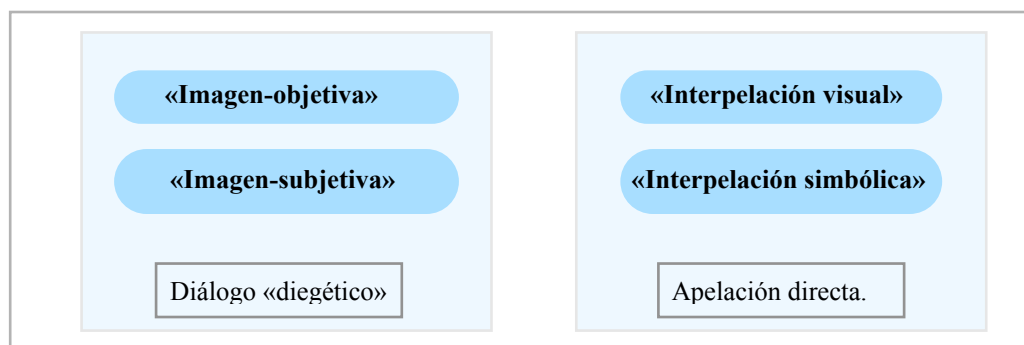 «Imagen-objetiva»
«Imagen-subjetiva»
Diálogo «diegético»
«Interpelación visual»
«Interpelación simbólica»
Apelación directa.